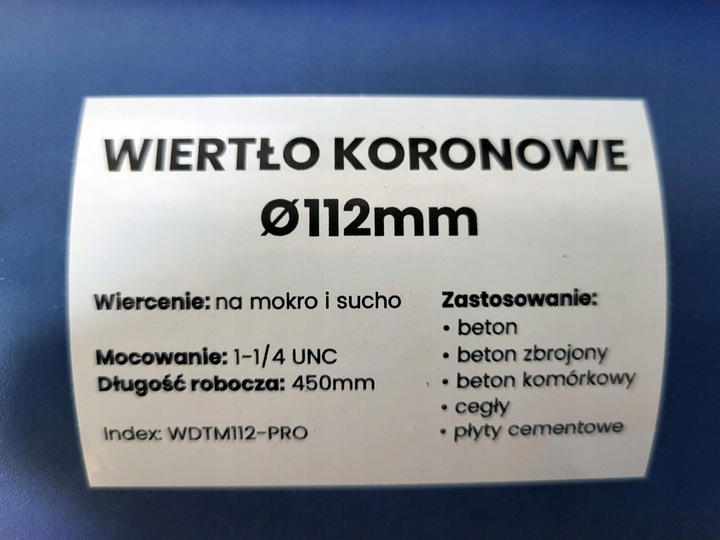 WIERTŁO KORONOWE
Ø112mm
Wiercenie: na mokro i sucho
Mocowanie: 1-1/4 UNC
Długość robocza: 450mm
Index: WDTM112-PRO
Zastosowanie:
• beton
• beton zbrojony
• beton komórkowy
• cegły
• płyty cementowe